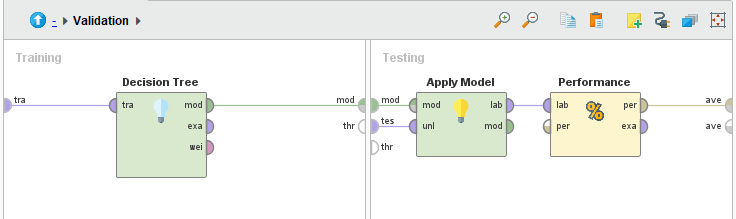 - Validation
Training
Testing
Decision Tree
Apply Model
Performance
tra
tra
mod
exa
wei
mod
thr
mod
tes
thr
mod
unl
lab
mod
lab
per
%
per
exa
ave
ave